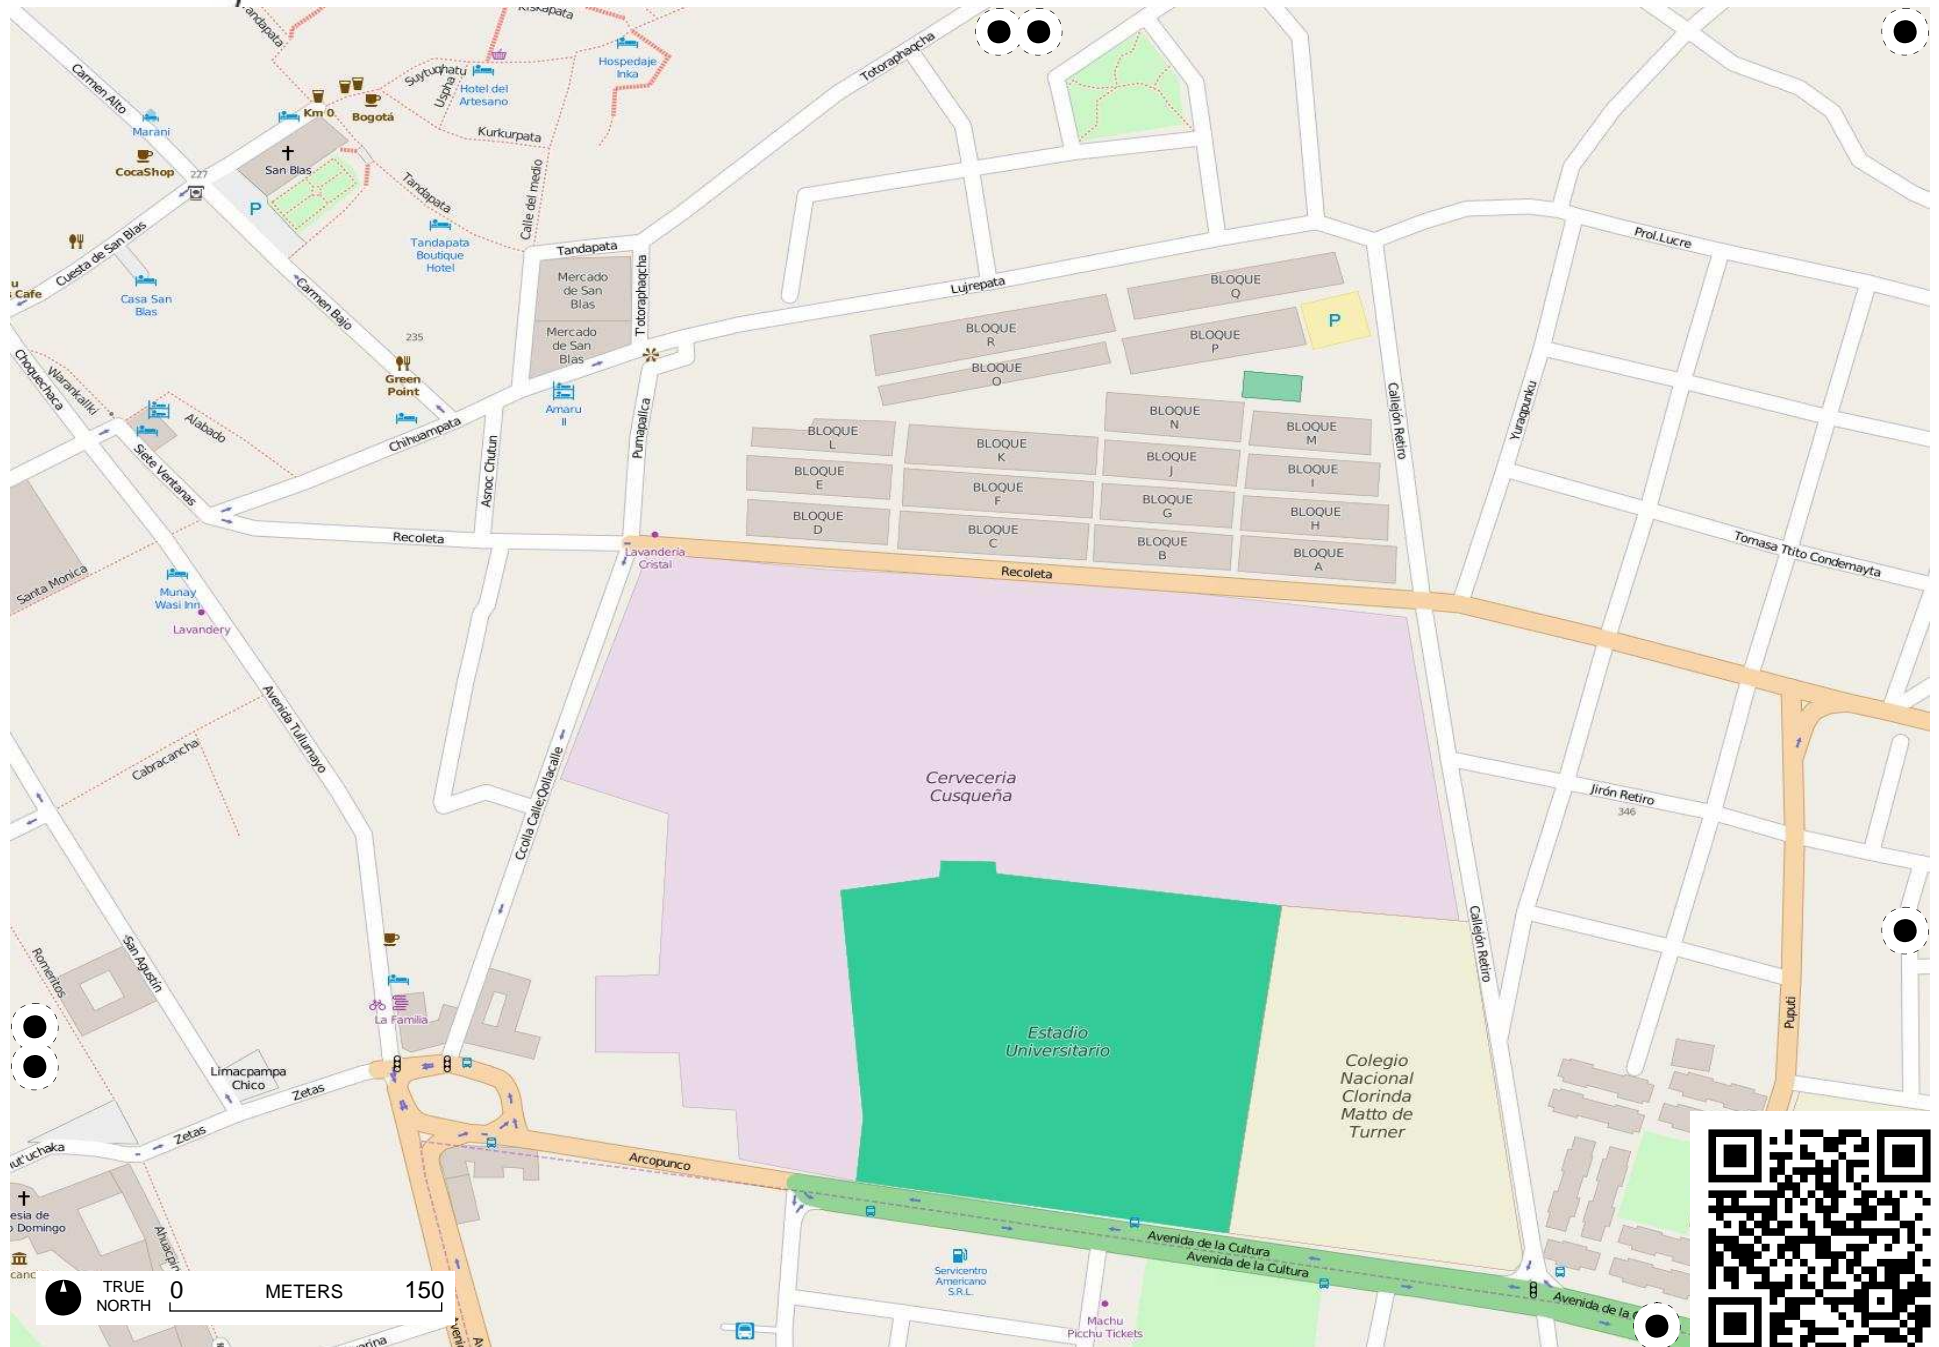 Tandapata
Kiskapata
Carmen Alto
Suytuqhatu
Uspha
Totoraphaqcha
Hospedaje
Inka
Hotel del
Artesano
Km 0.
Bogotá
Marani
CocaShop
227
San Blas
Kurkurpata
Calle del medio
Tandapata
P
Cuesta de San Blas
Tandapata
Boutique
Hotel
Tandapata
Prol.Lucre
Casa San
Blas
Cafe
Carmen Bajo
Mercado
de San
Blas
Totoraphaqcha
Lujrepata
BLOQUE
Q
BLOQUE
R
BLOQUE
P
P
235
Mercado
de San
Blas
BLOQUE
O
Choquechaca
Warankallki
Green
Point
Amaru
II
Alabado
Chihuampata
Pumapallca
Callejón Retiro
Yuraqpunku
BLOQUE
N
BLOQUE
M
BLOQUE
L
BLOQUE
K
BLOQUE
J
BLOQUE
I
BLOQUE
E
BLOQUE
F
BLOQUE
G
BLOQUE
H
BLOQUE
D
BLOQUE
C
BLOQUE
B
BLOQUE
A
Siete Ventanas
Asnoc Chutun
Recoleta
Lavanderia
Cristal
Recoleta
Tomasa Ttito Condemayta
Santa Monica
Munay
Wasi Inn
Lavandery
Avenida Tullumayo
Cabracancha
Ccolla Calle;Qollacalle
Cerveceria
Cusqueña
Jirón Retiro
346
Romeritos
San Agustín
Callejón Retiro
Puputi
La Familia
Estadio
Universitario
Colegio
Nacional
Clorinda
Matto de
Turner
Limacpampa
Chico
Zetas
Zetas
Arcopunco
Avenida de la Cultura
Avenida de la Cultura
Servicentro
Americano
S.R.L.
Machu
Picchu Tickets
TRUE
NORTH
0
METERS
150